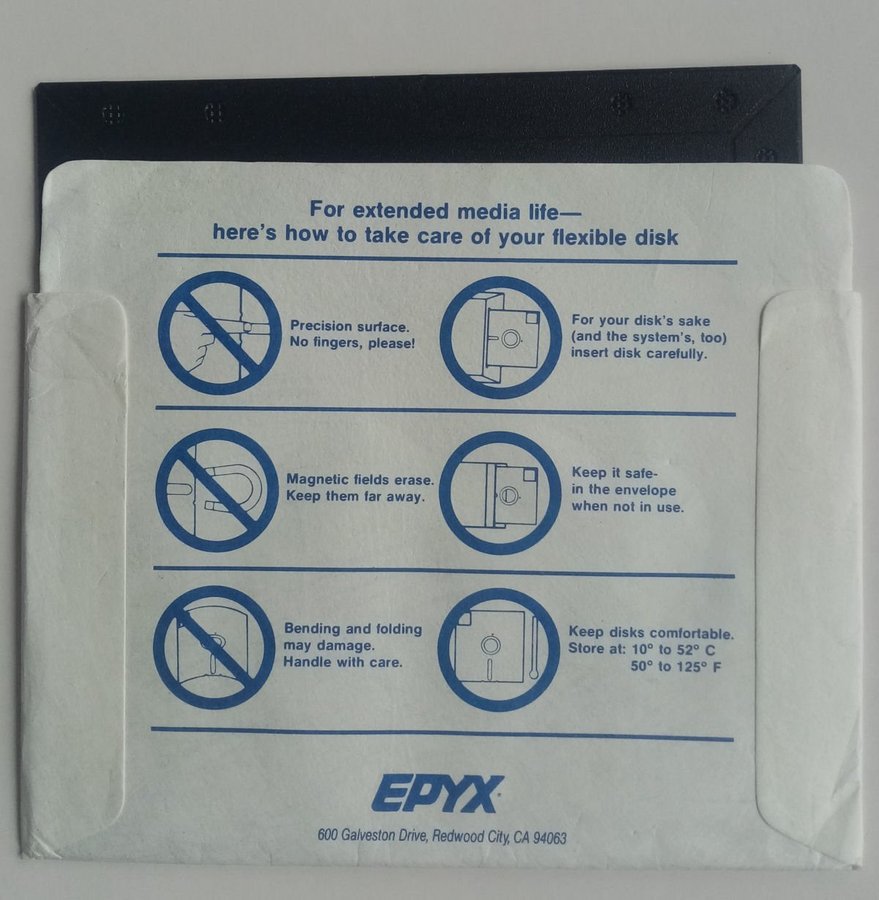 For extended media life—
here's how to take care of your flexible disk
Precision surface.
No fingers, please!
For your disk's sake
(and the system's, too)
insert disk carefully.
Magnetic fields erase.
Keep them far away.
Keep it safe-
in the envelope
when not in use.
Bending and folding
may damage.
Handle with care.
Keep disks comfortable.
Store at: 10° to 52° C
50° to 125° F
EPYX
600 Galveston Drive, Redwood City, CA 94063